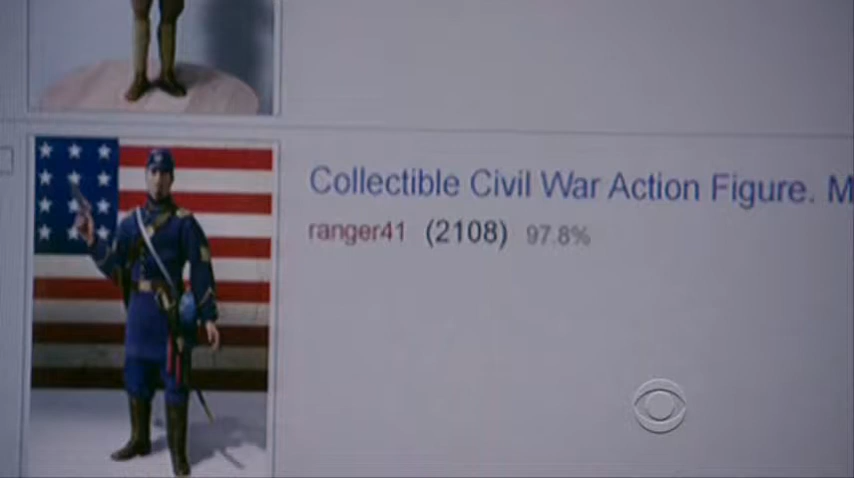 Collectible Civil War Action Figure. M
ranger41 (2108) 97.8%